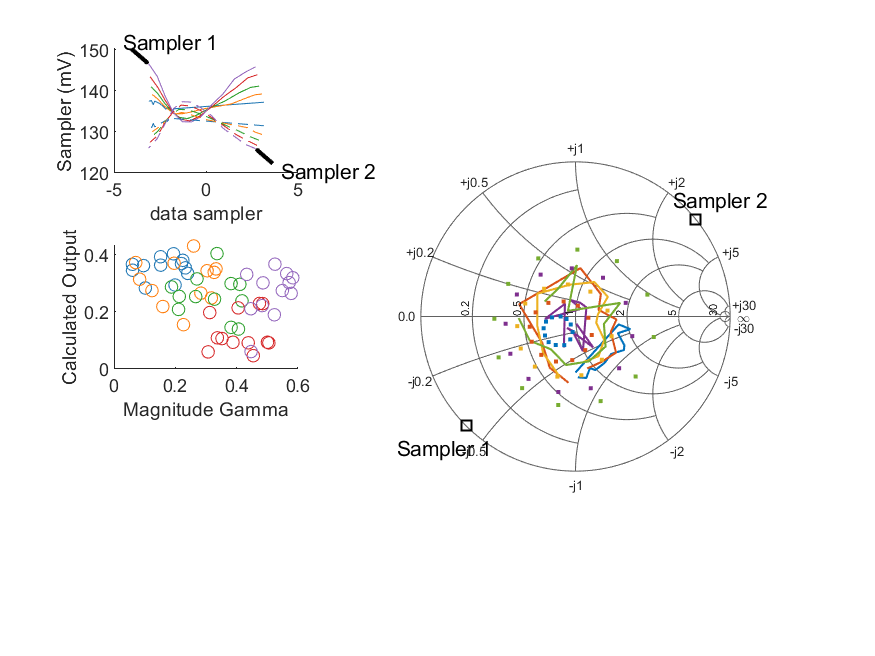 Sampler 1
150
140
130
120
Sampler (mV)
-5
0
5
data sampler
Sampler 2
0.4
0.2
0
Calculated Output
0
0.2
0.4
0.6
Magnitude Gamma
+j1
+j0.5
+j2
Sampler 2
+j0.2
+j5
0.0
0.2
0.5
1
2
5
30
+j30
∞
-j30
-j0.2
-j5
Sampler 1
-j0.5
-j2
-j1